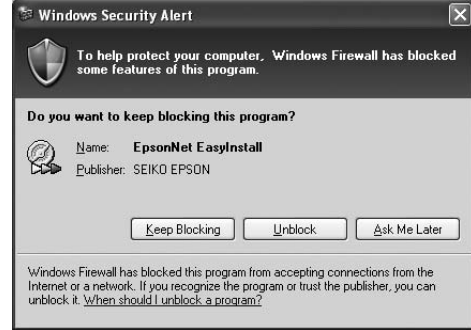 Windows Security Alert
To help protect your computer, Windows Firewall has blocked
some features of this program.
Do you want to keep blocking this program?
Name: EpsonNet EasyInstall
Publisher: SEIKO EPSON
Keep Blocking Unblock Ask Me Later
Windows Firewall has blocked this program from accepting connections from the
Internet or a network. If you recognize the program or trust the publisher, you can
unblock it. When should I unblock a program?